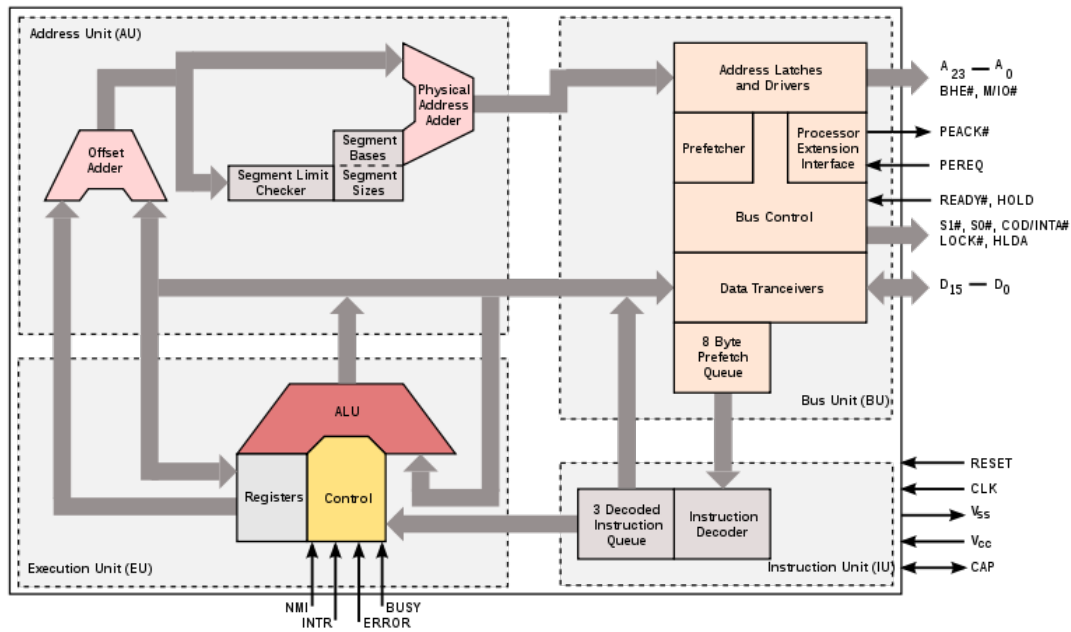 Address Unit (AU)
Offset
Adder
Segment Limit
Checker
Segment
Bases
Segment
Sizes
Physical
Address
Adder
Address Latches
and Drivers
Prefetcher
Processor
Extension
Interface
Bus Control
Data Tranceivers
8 Byte
Prefetch
Queue
Bus Unit (BU)
A23 — A0
BHE#, M/IO#
PEACK#
PEREQ
READY#, HOLD
S1#, S0#, COD/INTA#
LOCK#, HLDA
D15 — D0
ALU
Registers
Control
Execution Unit (EU)
NMI
INTR
ERROR
BUSY
3 Decoded
Instruction
Queue
Instruction
Decoder
Instruction Unit (IU)
RESET
CLK
Vss
Vcc
CAP